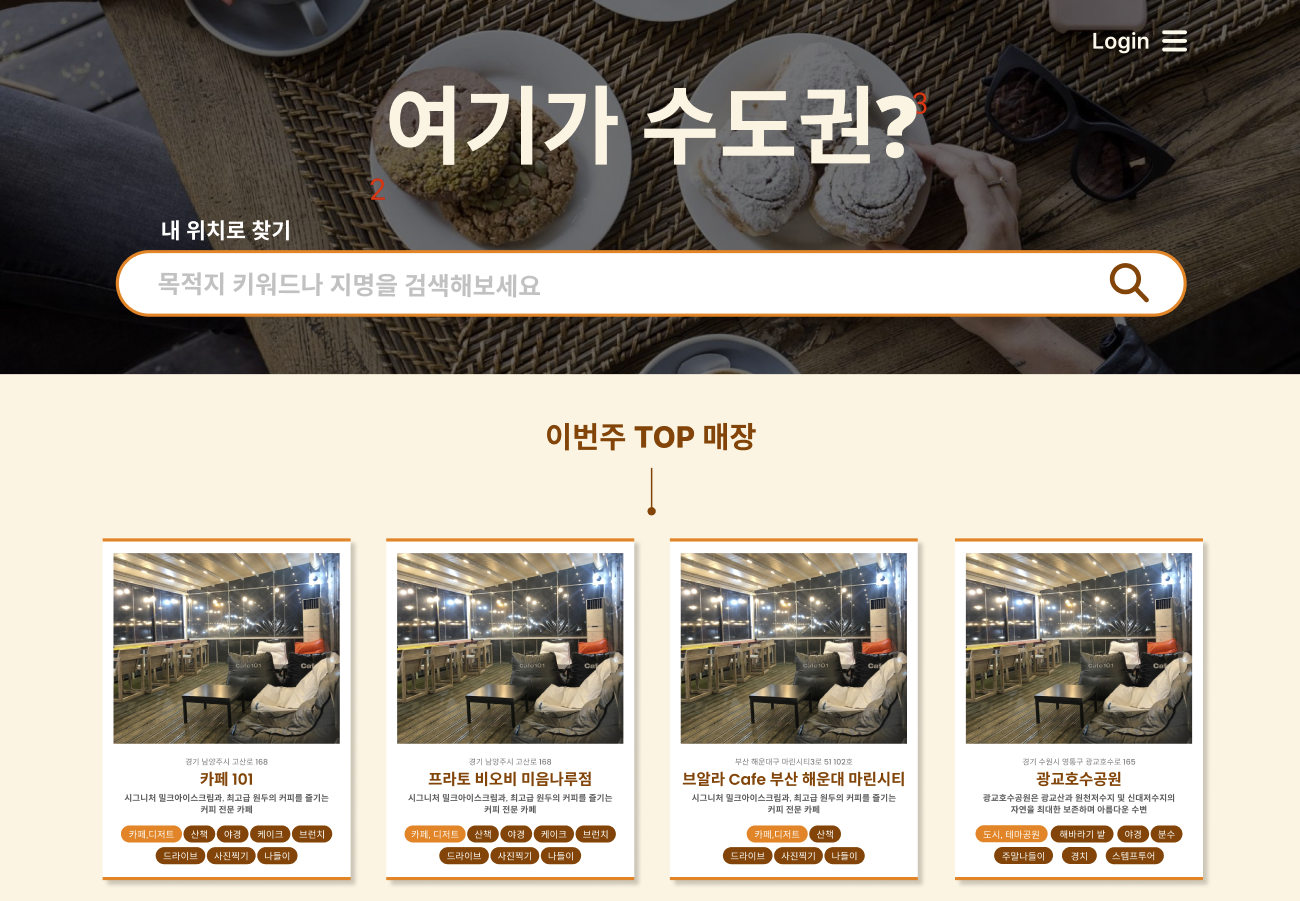 Login
여기가 수도권?
3
2
내 위치로 찾기
목적지 키워드나 지명을 검색해보세요
이번주 TOP 매장
Cafe 101
Cafe
경기 남양주시 고산로 168
카페 101
시그니처 밀크아이스크림과, 최고급 원두의 커피를 즐기는
커피 전문 카페
카페,디저트 산책 야경 케이크 브런치
드라이브 사진찍기 나들이
Cafe 101
Cafe
경기 남양주시 고산로 168
프라토 비오비 미음나루점
시그니처 밀크아이스크림과, 최고급 원두의 커피를 즐기는
커피 전문 카페
카페, 디저트 산책 야경 케이크 브런치
드라이브 사진찍기 나들이
Cafe 101
Cafe
부산 해운대구 마린시티3로 51 102호
브알라 Cafe 부산 해운대 마린시티
시그니처 밀크아이스크림과, 최고급 원두의 커피를 즐기는
커피 전문 카페
카페,디저트 산책
드라이브 사진찍기 나들이
Cafe 101
Cafe
경기 수원시 영통구 광교호수로 165
광교호수공원
광교호수공원은 광교산과 원천저수지 및 신대저수지의
자연을 최대한 보존하며 아름다운 수변
도시, 테마공원 해바라기 밭 야경 분수
주말나들이 경치 스템프투어